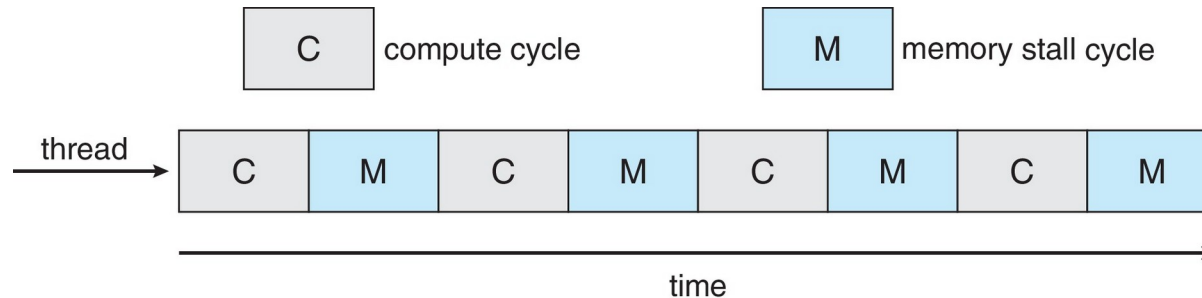 C compute cycle M memory stall cycle
thread
C M C M C M C M
time